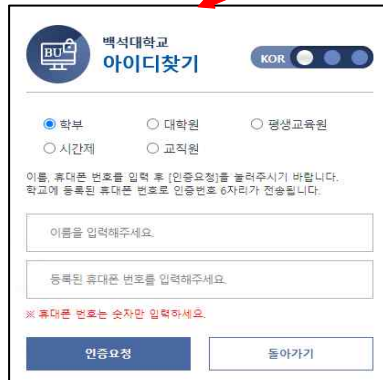 BU
백석대학교
아이디찾기
KOR
학부 대학원 평생교육원
시간제 교직원
이름, 휴대폰 번호를 입력 후 [인증요청]을 눌러주시기 바랍니다.
학교에 등록된 휴대폰 번호로 인증번호 6자리가 전송됩니다.
이름을 입력해주세요.
등록된 휴대폰 번호를 입력해주세요.
※ 휴대폰 번호는 숫자만 입력하세요.
인증요청 돌아가기